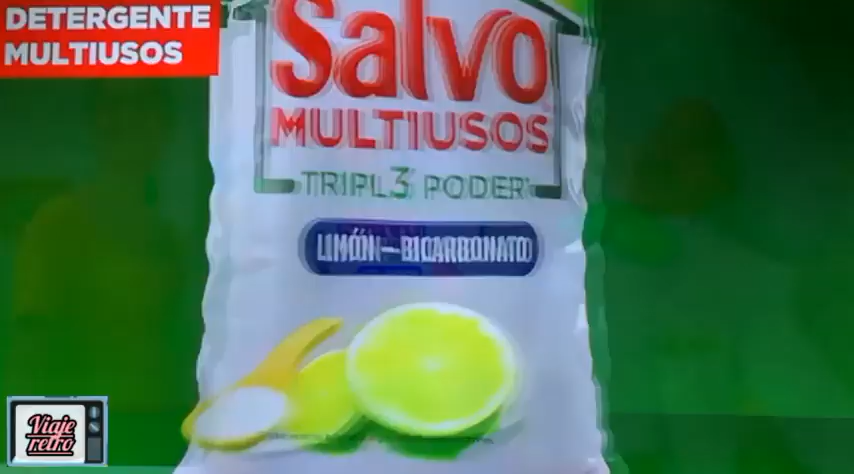 DETERGENTE
MULTIUSOS
Salvo
MULTIUSOS
TRIPL3 PODER
LIMÓN - BICARBONATO
Viaje
retro